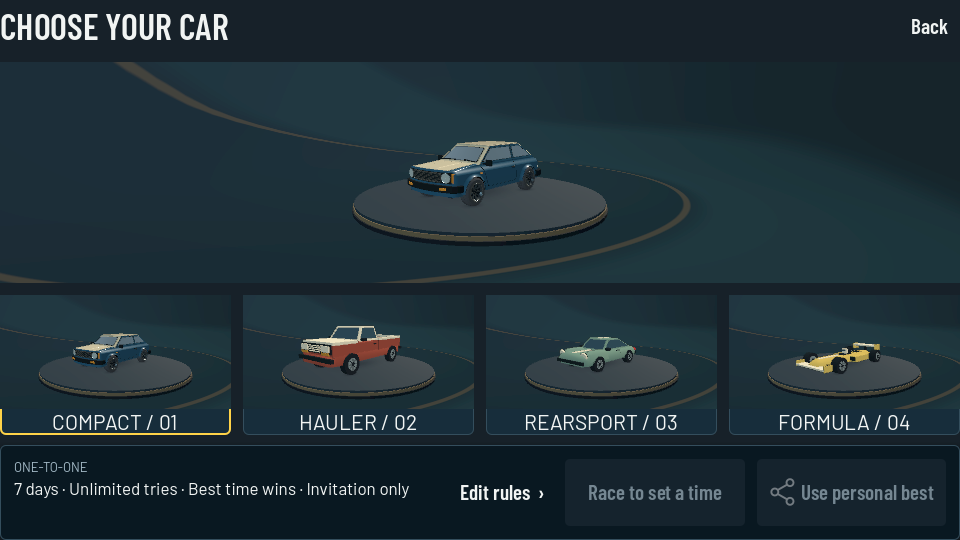 CHOOSE YOUR CAR
Back
COMPACT / 01
HAULER / 02
REARSPORT / 03
FORMULA / 04
ONE-TO-ONE
7 days · Unlimited tries · Best time wins · Invitation only
Edit rules ›
Race to set a time
Use personal best